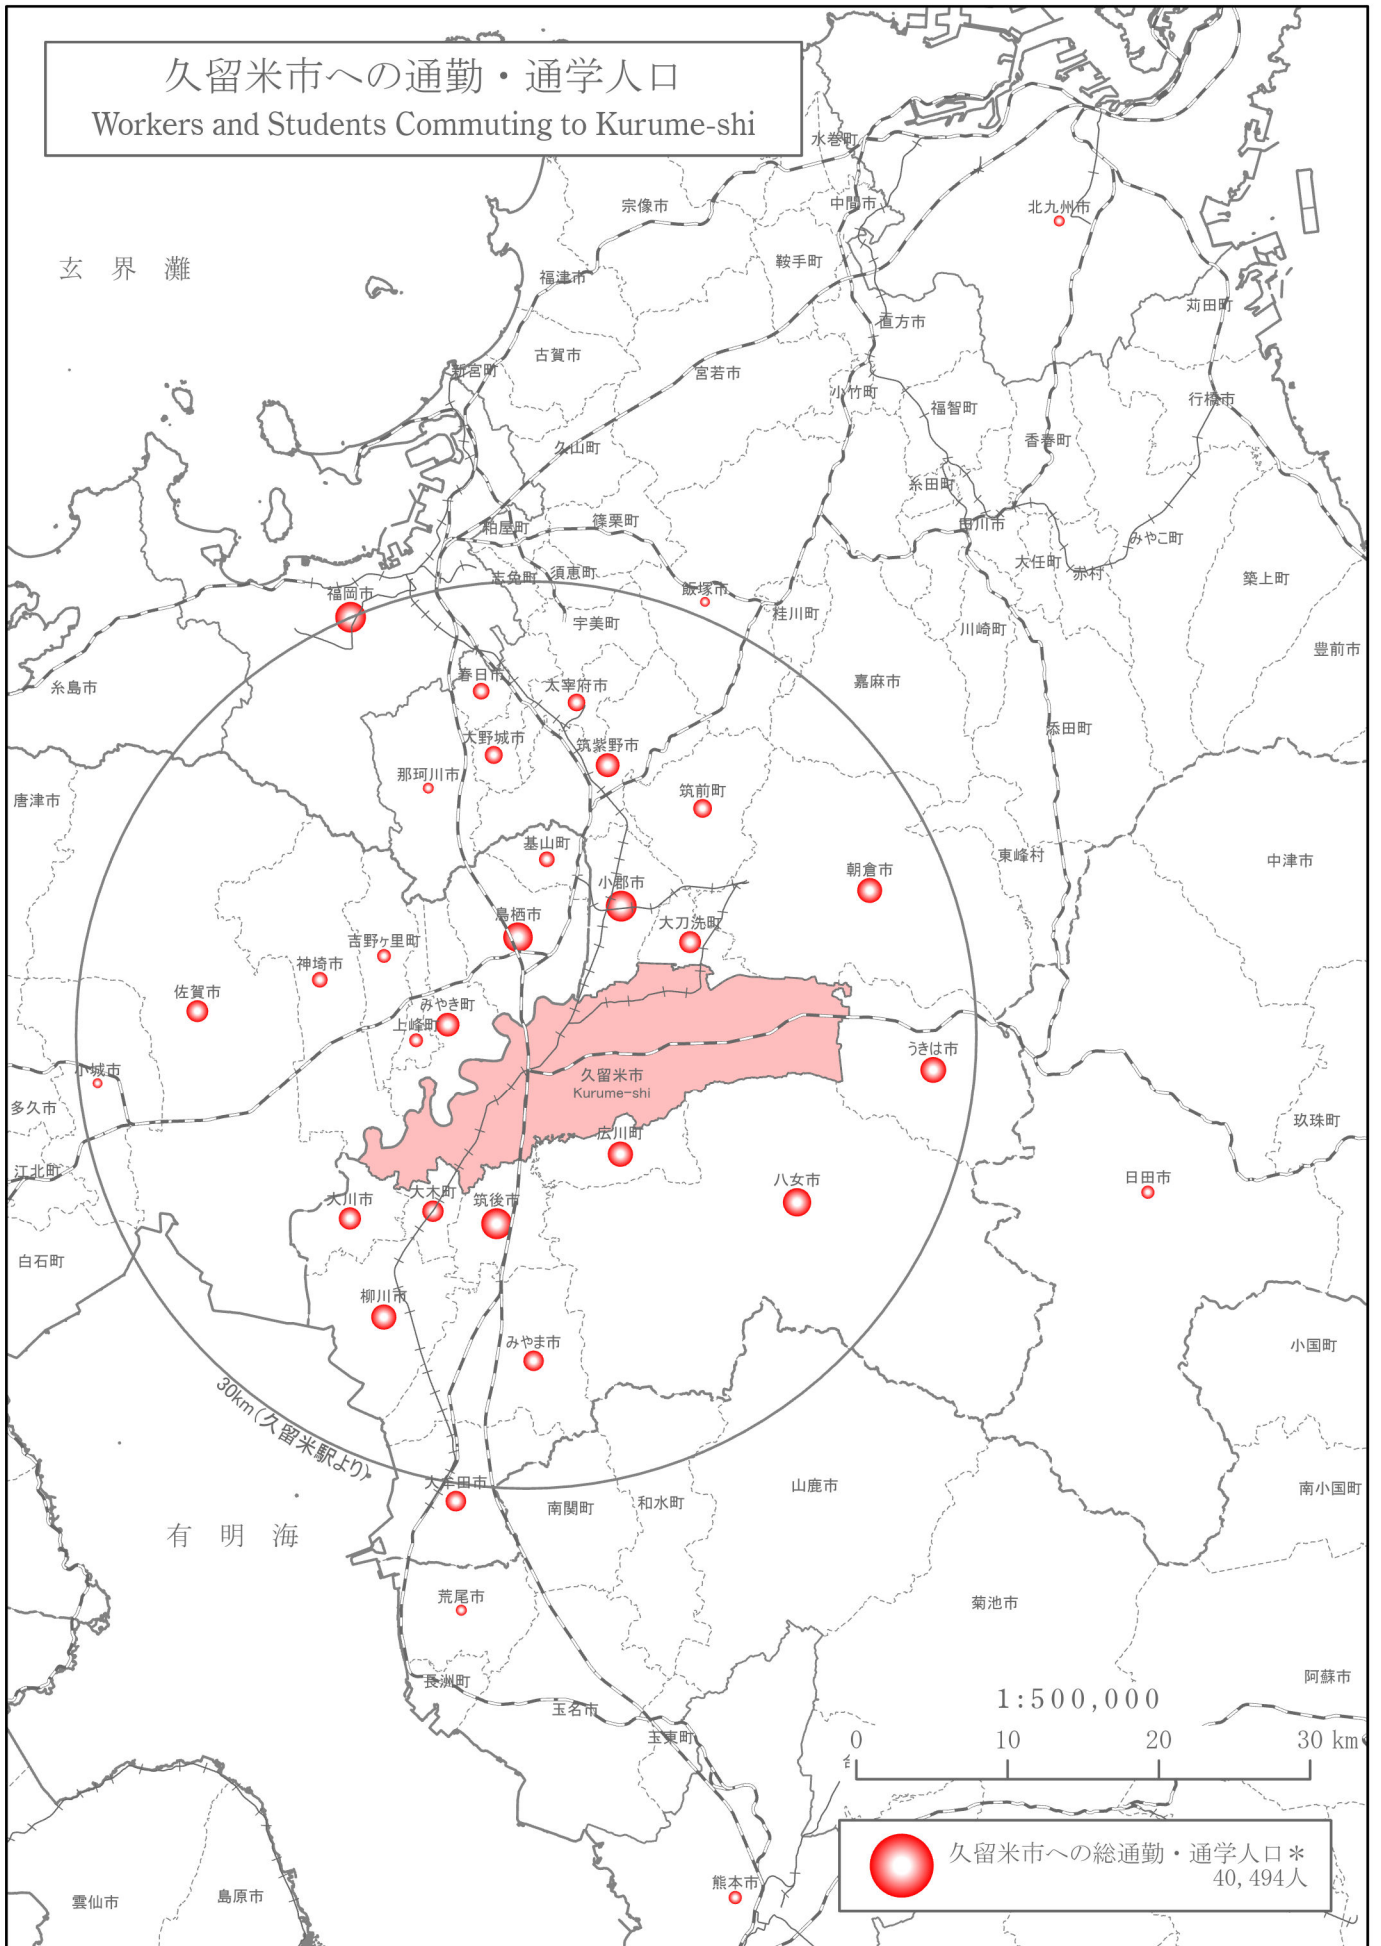 久留米市への通勤・通学人口
Workers and Students Commuting to Kurume-shi
水巻町
宗像市
中間市
北九州市
玄界灘
鞍手町
福津市
苅田町
直方市
古賀市
新宮町
宮若市
小竹町
福智町
行橋市
香春町
久山町
糸田町
粕屋町
篠栗町
田川市
みやこ町
大任町
赤村
志免町
須恵町
築上町
福岡市
飯塚市
桂川町
宇美町
川崎町
豊前市
糸島市
春日市
太宰府市
嘉麻市
添田町
大野城市
筑紫野市
那珂川市
筑前町
唐津市
基山町
東峰村
中津市
朝倉市
小郡市
鳥栖市
大刀洗町
吉野ヶ里町
神埼市
佐賀市
みやき町
上峰町
うきは市
小城市
久留米市
Kurume-shi
多久市
玖珠町
広川町
江北町
日田市
八女市
大川市
大木町
筑後市
白石町
柳川市
みやま市
小国町
30km(久留米駅より)
大牟田市
山鹿市
南小国町
南関町
和水町
有明海
荒尾市
菊池市
長洲町
阿蘇市
玉名市
1:500,000
玉東町
0 10 20 30 km
久留米市への総通勤・通学人口＊
40,494人
熊本市
雲仙市
島原市